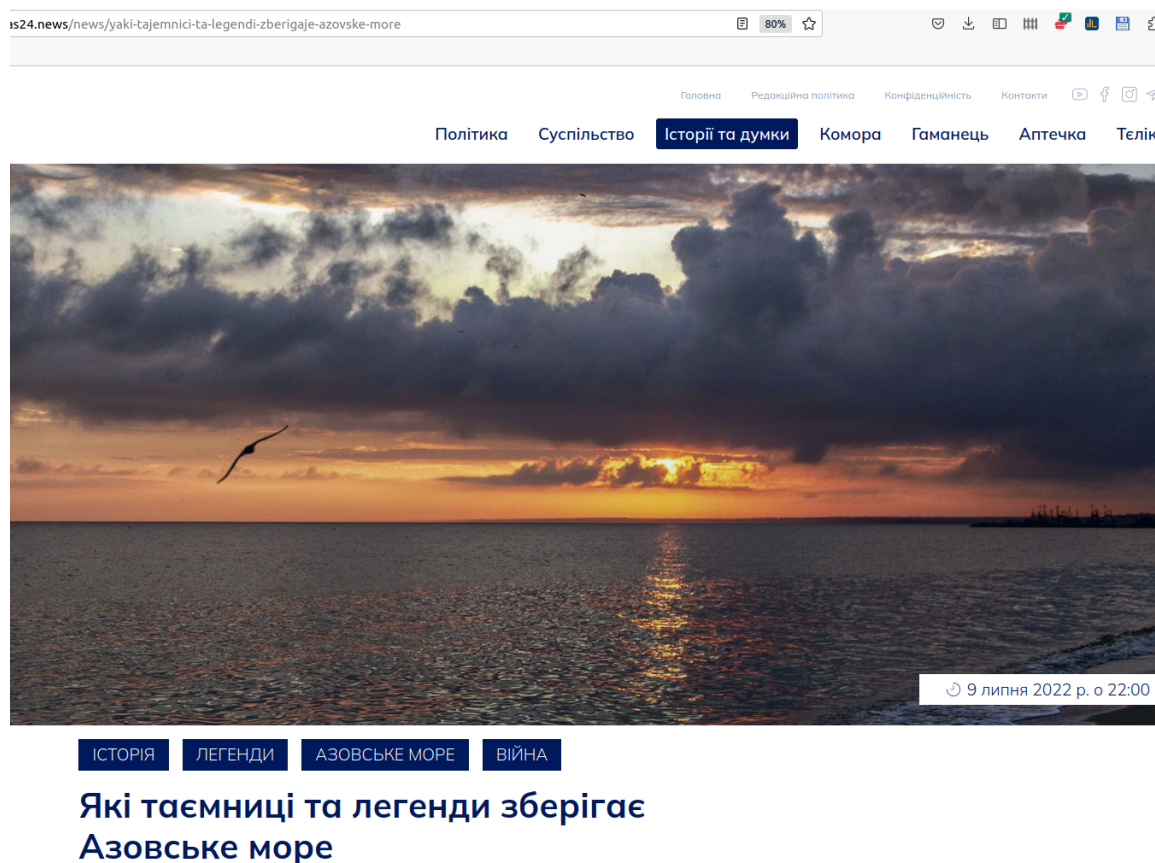 as24.news/news/yaki-tajemnici-ta-legendi-zberigaje-azovske-more 80%
Головна Редакційна політика Конфіденційність Контакти
Політика Суспільство Історії та думки Комора Гаманець Аптечка Тєлік
9 липня 2022 р. о 22:00
ІСТОРІЯ ЛЕГЕНДИ АЗОВСЬКЕ МОРЕ ВІЙНА
Які таємниці та легенди зберігає
Азовське море